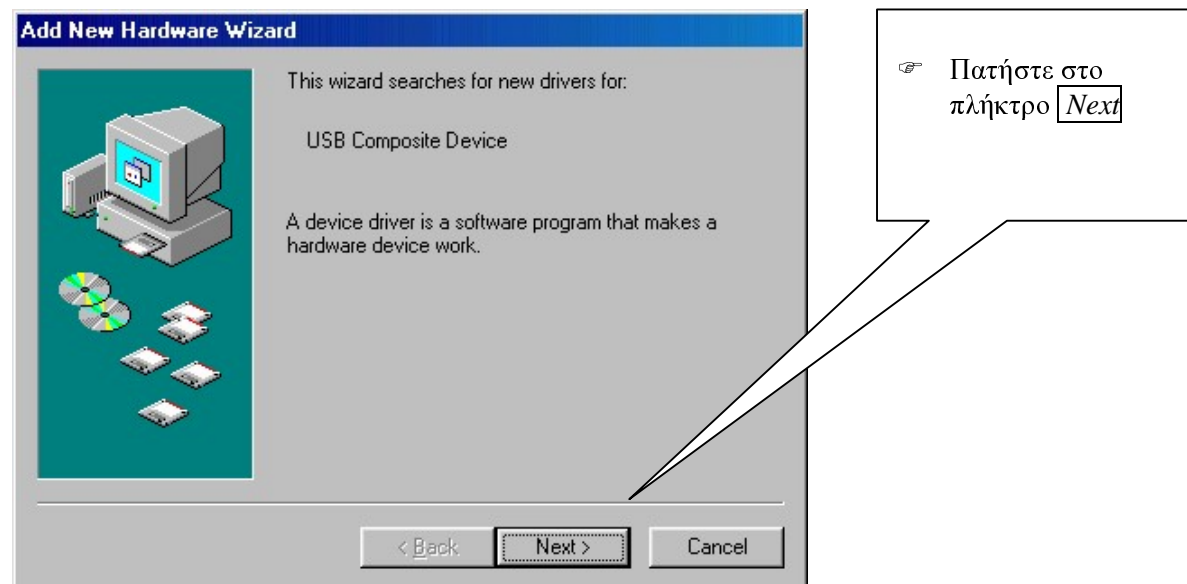 Add New Hardware Wizard
This wizard searches for new drivers for:
USB Composite Device
A device driver is a software program that makes a
hardware device work.
< Back
Next >
Cancel
☞ Πατήστε στο
πλήκτρο Next